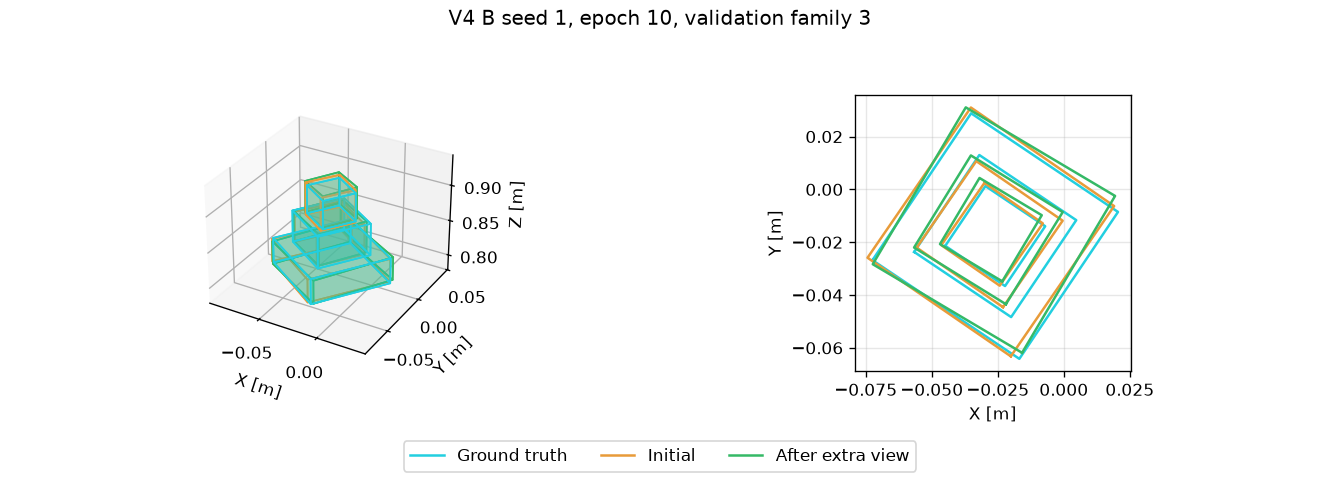 V4 B seed 1, epoch 10, validation family 3
0.90
0.85
0.80
Z [m]
0.05
0.00
−0.05
Y [m]
−0.05
0.00
X [m]
0.02
0.00
−0.02
−0.04
−0.06
Y [m]
−0.075 −0.050 −0.025 0.000 0.025
X [m]
Ground truth Initial After extra view